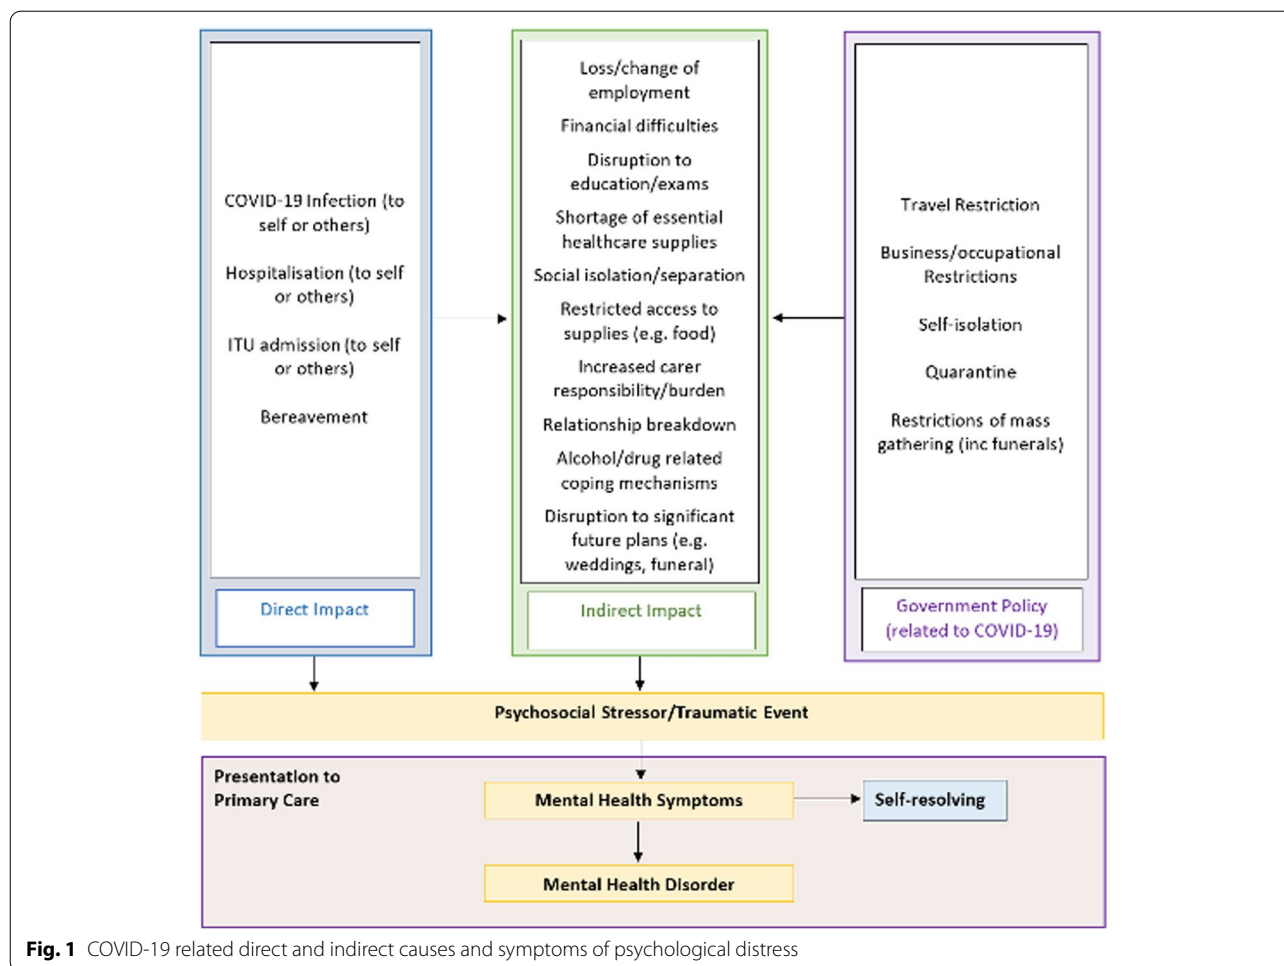 COVID-19 Infection (to
self or others)
Hospitalisation (to self
or others)
ITU admission (to self
or others)
Bereavement
Direct Impact
Loss/change of
employment
Financial difficulties
Disruption to
education/exams
Shortage of essential
healthcare supplies
Social isolation/separation
Restricted access to
supplies (e.g. food)
Increased carer
responsibility/burden
Relationship breakdown
Alcohol/drug related
coping mechanisms
Disruption to significant
future plans (e.g.
weddings, funeral)
Indirect Impact
Travel Restriction
Business/occupational
Restrictions
Self-isolation
Quarantine
Restrictions of mass
gathering (inc funerals)
Government Policy
(related to COVID-19)
Psychosocial Stressor/Traumatic Event
Presentation to
Primary Care
Mental Health Symptoms
Self-resolving
Mental Health Disorder
Fig. 1 COVID-19 related direct and indirect causes and symptoms of psychological distress